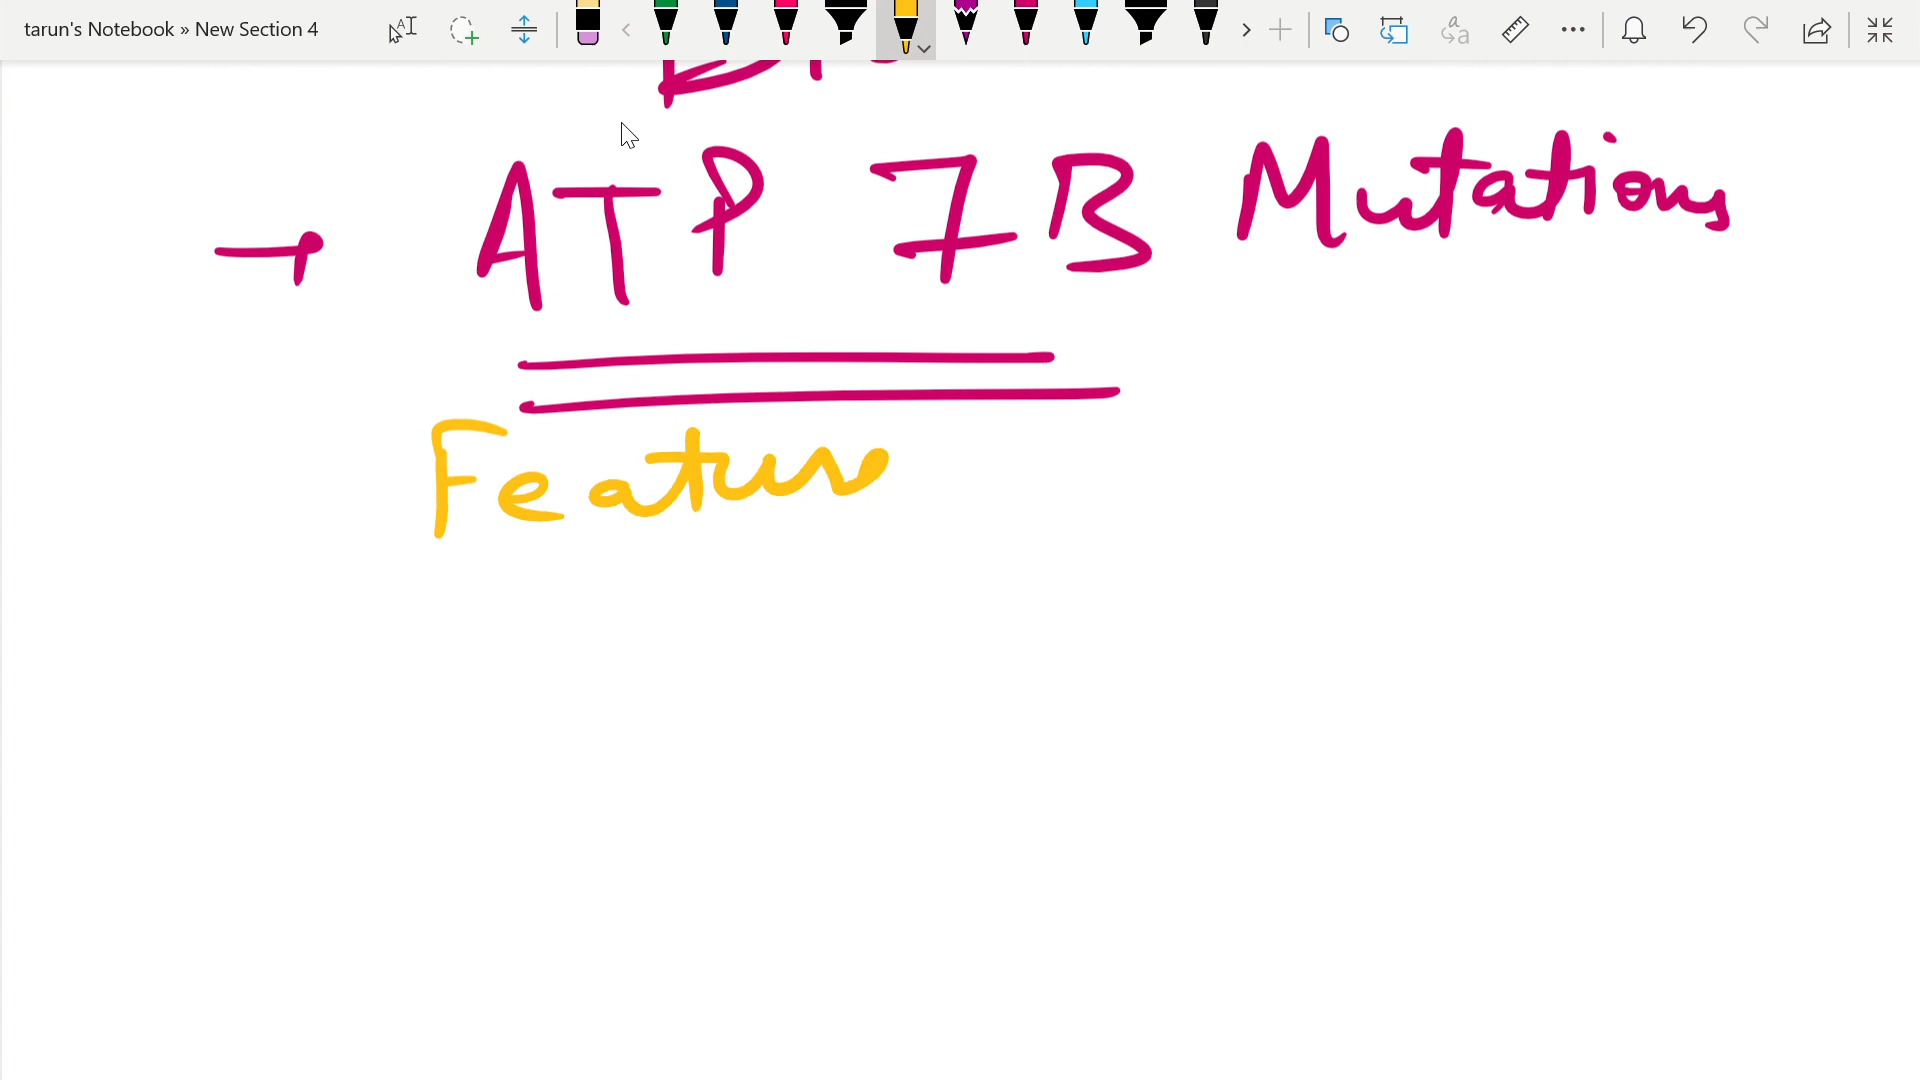 tarun's Notebook » New Section 4
→ ATP 7B Mutations
Feature